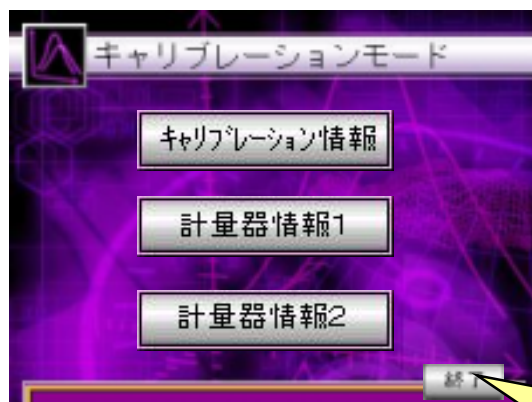 キャリブレーションモード
ｷｬﾘﾌﾞﾚｰｼｮﾝ情報
計量器情報1
計量器情報2
終了